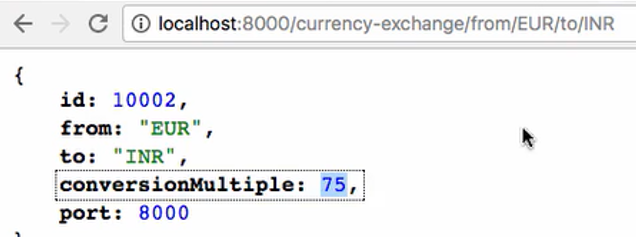 localhost:8000/currency-exchange/from/EUR/to/INR
{
id: 10002,
from: "EUR",
to: "INR",
conversionMultiple: 75,
port: 8000
}